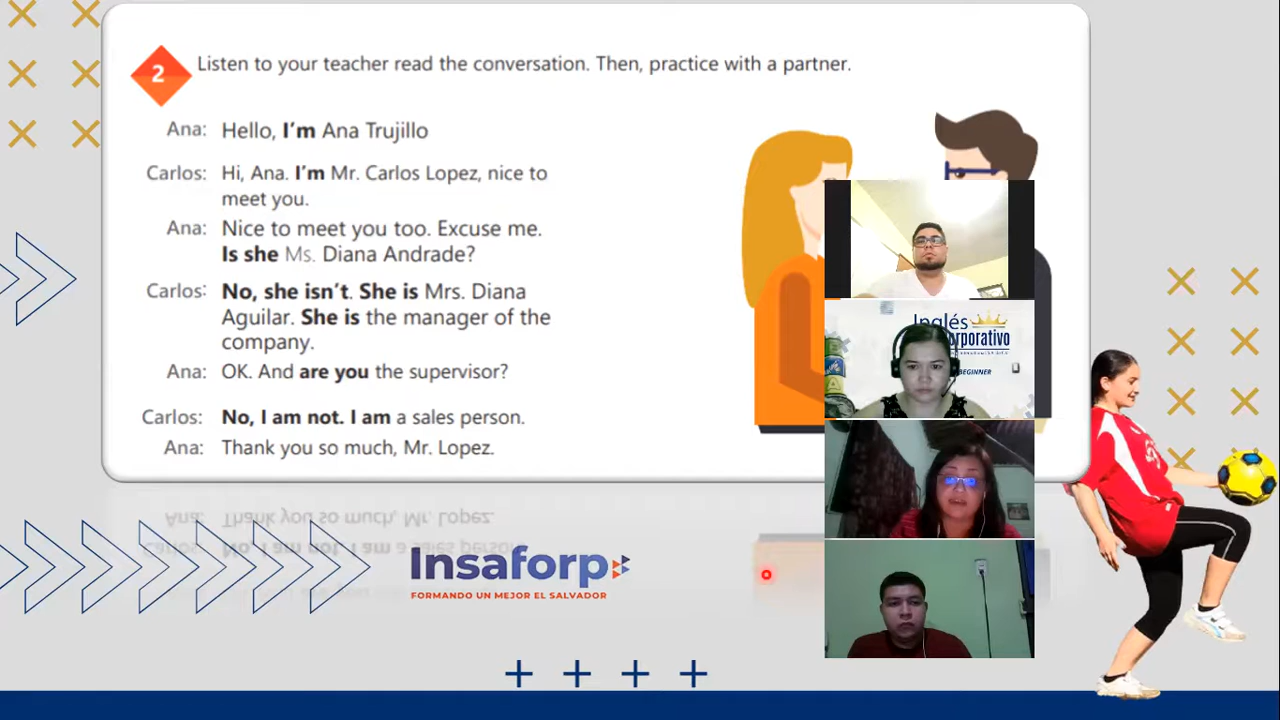 2
Listen to your teacher read the conversation. Then, practice with a partner.
Ana: Hello, I'm Ana Trujillo
Carlos: Hi, Ana. I'm Mr. Carlos Lopez, nice to
meet you.
Ana: Nice to meet you too. Excuse me.
Is she Ms. Diana Andrade?
Carlos: No, she isn't. She is Mrs. Diana
Aguilar. She is the manager of the
company.
Ana: OK. And are you the supervisor?
Carlos: No, I am not. I am a sales person.
Ana: Thank you so much, Mr. Lopez.
Inglés
BEGINNER
Insaforp
FORMANDO UN MEJOR EL SALVADOR